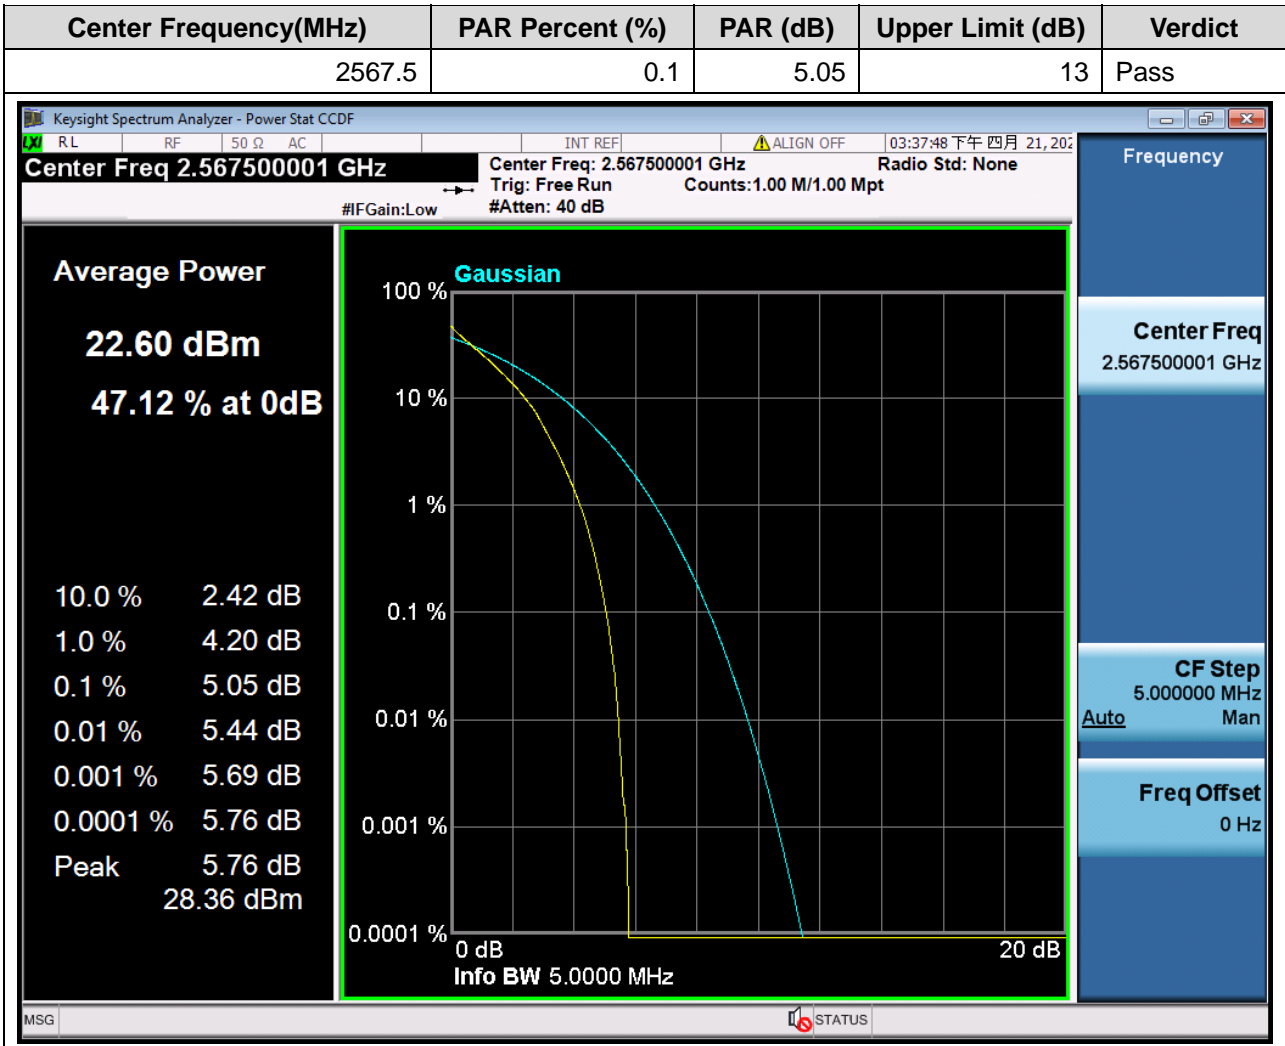 Center Frequency(MHz) PAR Percent (%) PAR (dB) Upper Limit (dB) Verdict
2567.5 0.1 5.05 13 Pass
Keysight Spectrum Analyzer - Power Stat CCDF
LXI RL RF 50 Ω AC INT REF ALIGN OFF 03:37:48 下午 四月 21, 202
Center Freq 2.567500001 GHz
Center Freq: 2.567500001 GHz Radio Std: None
Trig: Free Run Counts:1.00 M/1.00 Mpt
#IFGain:Low #Atten: 40 dB
Average Power
22.60 dBm
47.12 % at 0dB
10.0 % 2.42 dB
1.0 % 4.20 dB
0.1 % 5.05 dB
0.01 % 5.44 dB
0.001 % 5.69 dB
0.0001 % 5.76 dB
Peak 5.76 dB
28.36 dBm
Gaussian
100 %
10 %
1 %
0.1 %
0.01 %
0.001 %
0.0001 %
0 dB 20 dB
Info BW 5.0000 MHz
Frequency
Center Freq
2.567500001 GHz
CF Step
5.000000 MHz
Auto Man
Freq Offset
0 Hz
MSG STATUS